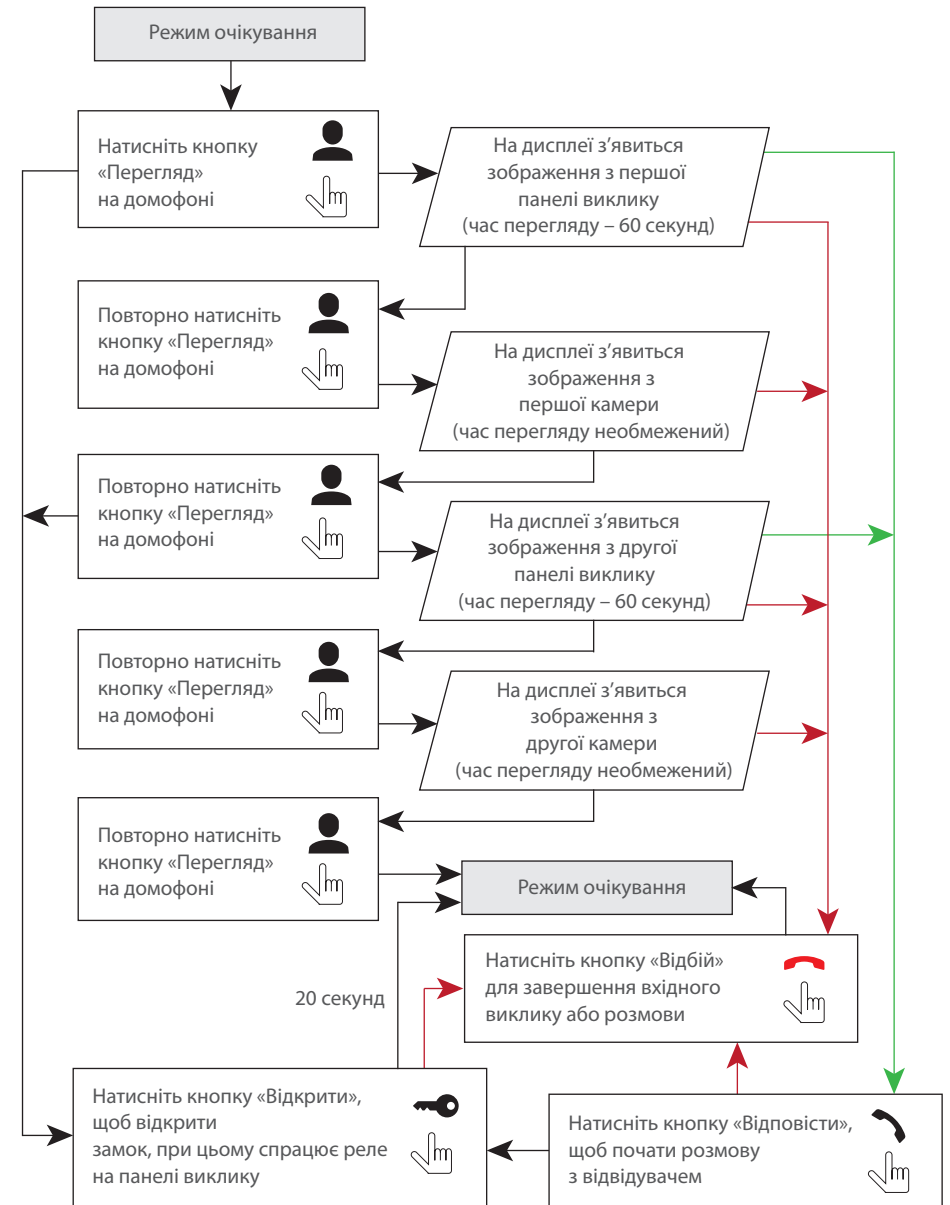 Режим очікування
Натисніть кнопку
«Перегляд»
на домофоні
На дисплеї з’явиться
зображення з першої
панелі виклику
(час перегляду – 60 секунд)
Повторно натисніть
кнопку «Перегляд»
на домофоні
На дисплеї з’явиться
зображення з
першої камери
(час перегляду необмежений)
Повторно натисніть
кнопку «Перегляд»
на домофоні
На дисплеї з’явиться
зображення з другої
панелі виклику
(час перегляду – 60 секунд)
Повторно натисніть
кнопку «Перегляд»
на домофоні
На дисплеї з’явиться
зображення з
другої камери
(час перегляду необмежений)
Повторно натисніть
кнопку «Перегляд»
на домофоні
Режим очікування
Натисніть кнопку «Відбій»
для завершення вхідного
виклику або розмови
20 секунд
Натисніть кнопку «Відкрити»,
щоб відкрити
замок, при цьому спрацює реле
на панелі виклику
Натисніть кнопку «Відповісти»,
щоб почати розмову
з відвідувачем